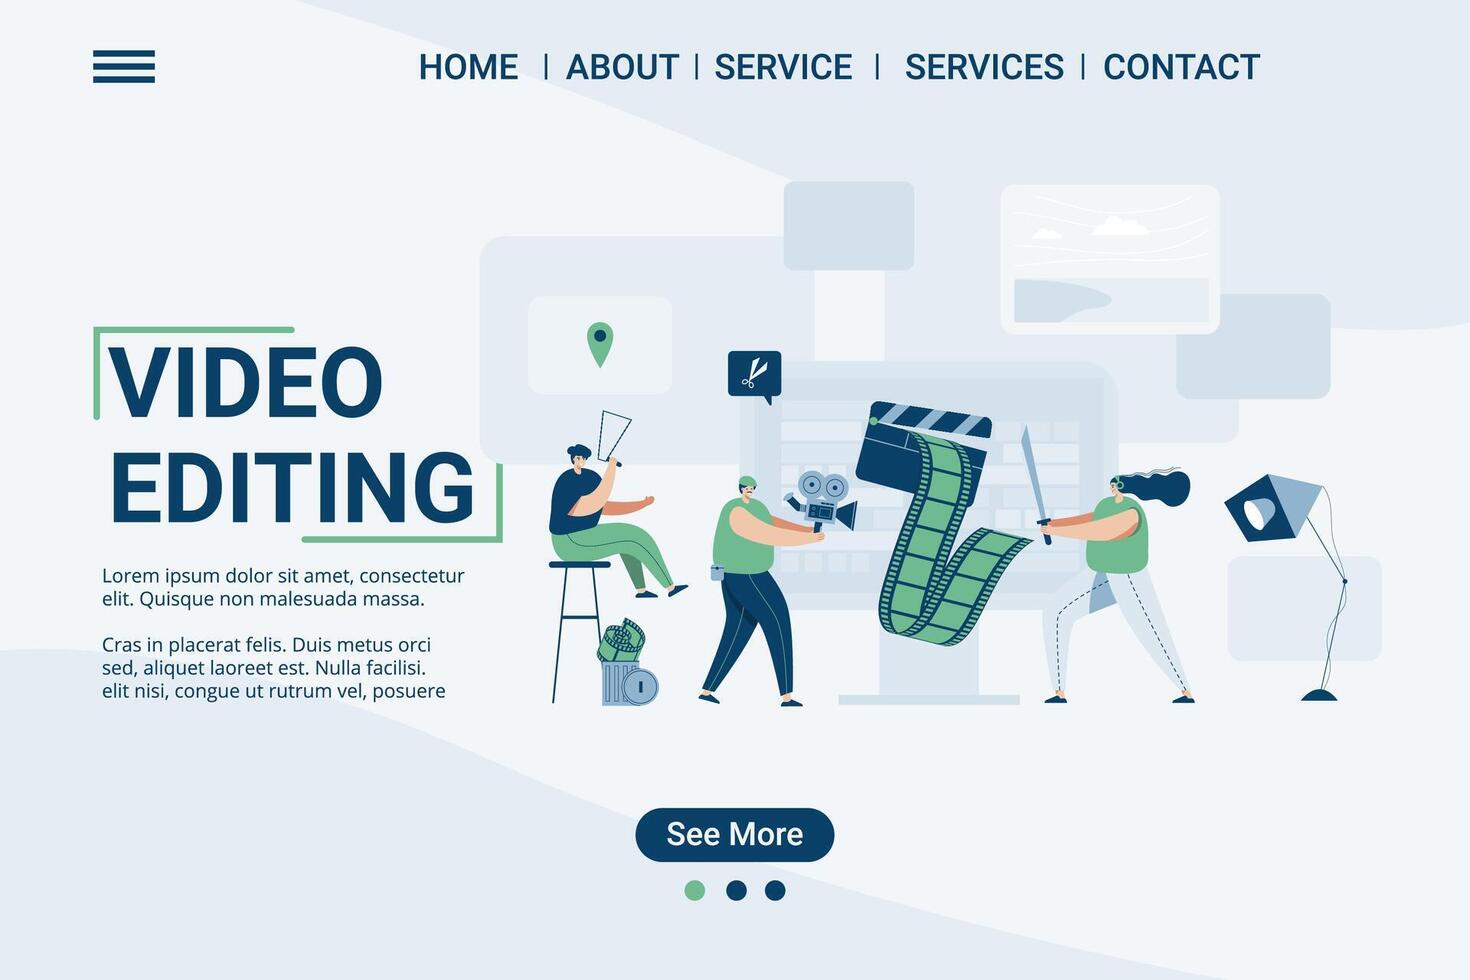 HOME | ABOUT | SERVICE | SERVICES | CONTACT
VIDEO
EDITING
Lorem ipsum dolor sit amet, consectetur
elit. Quisque non malesuada massa.
Cras in placerat felis. Duis metus orci
sed, aliquet laoreet est. Nulla facilisi.
elit nisi, congue ut rutrum vel, posuere
See More